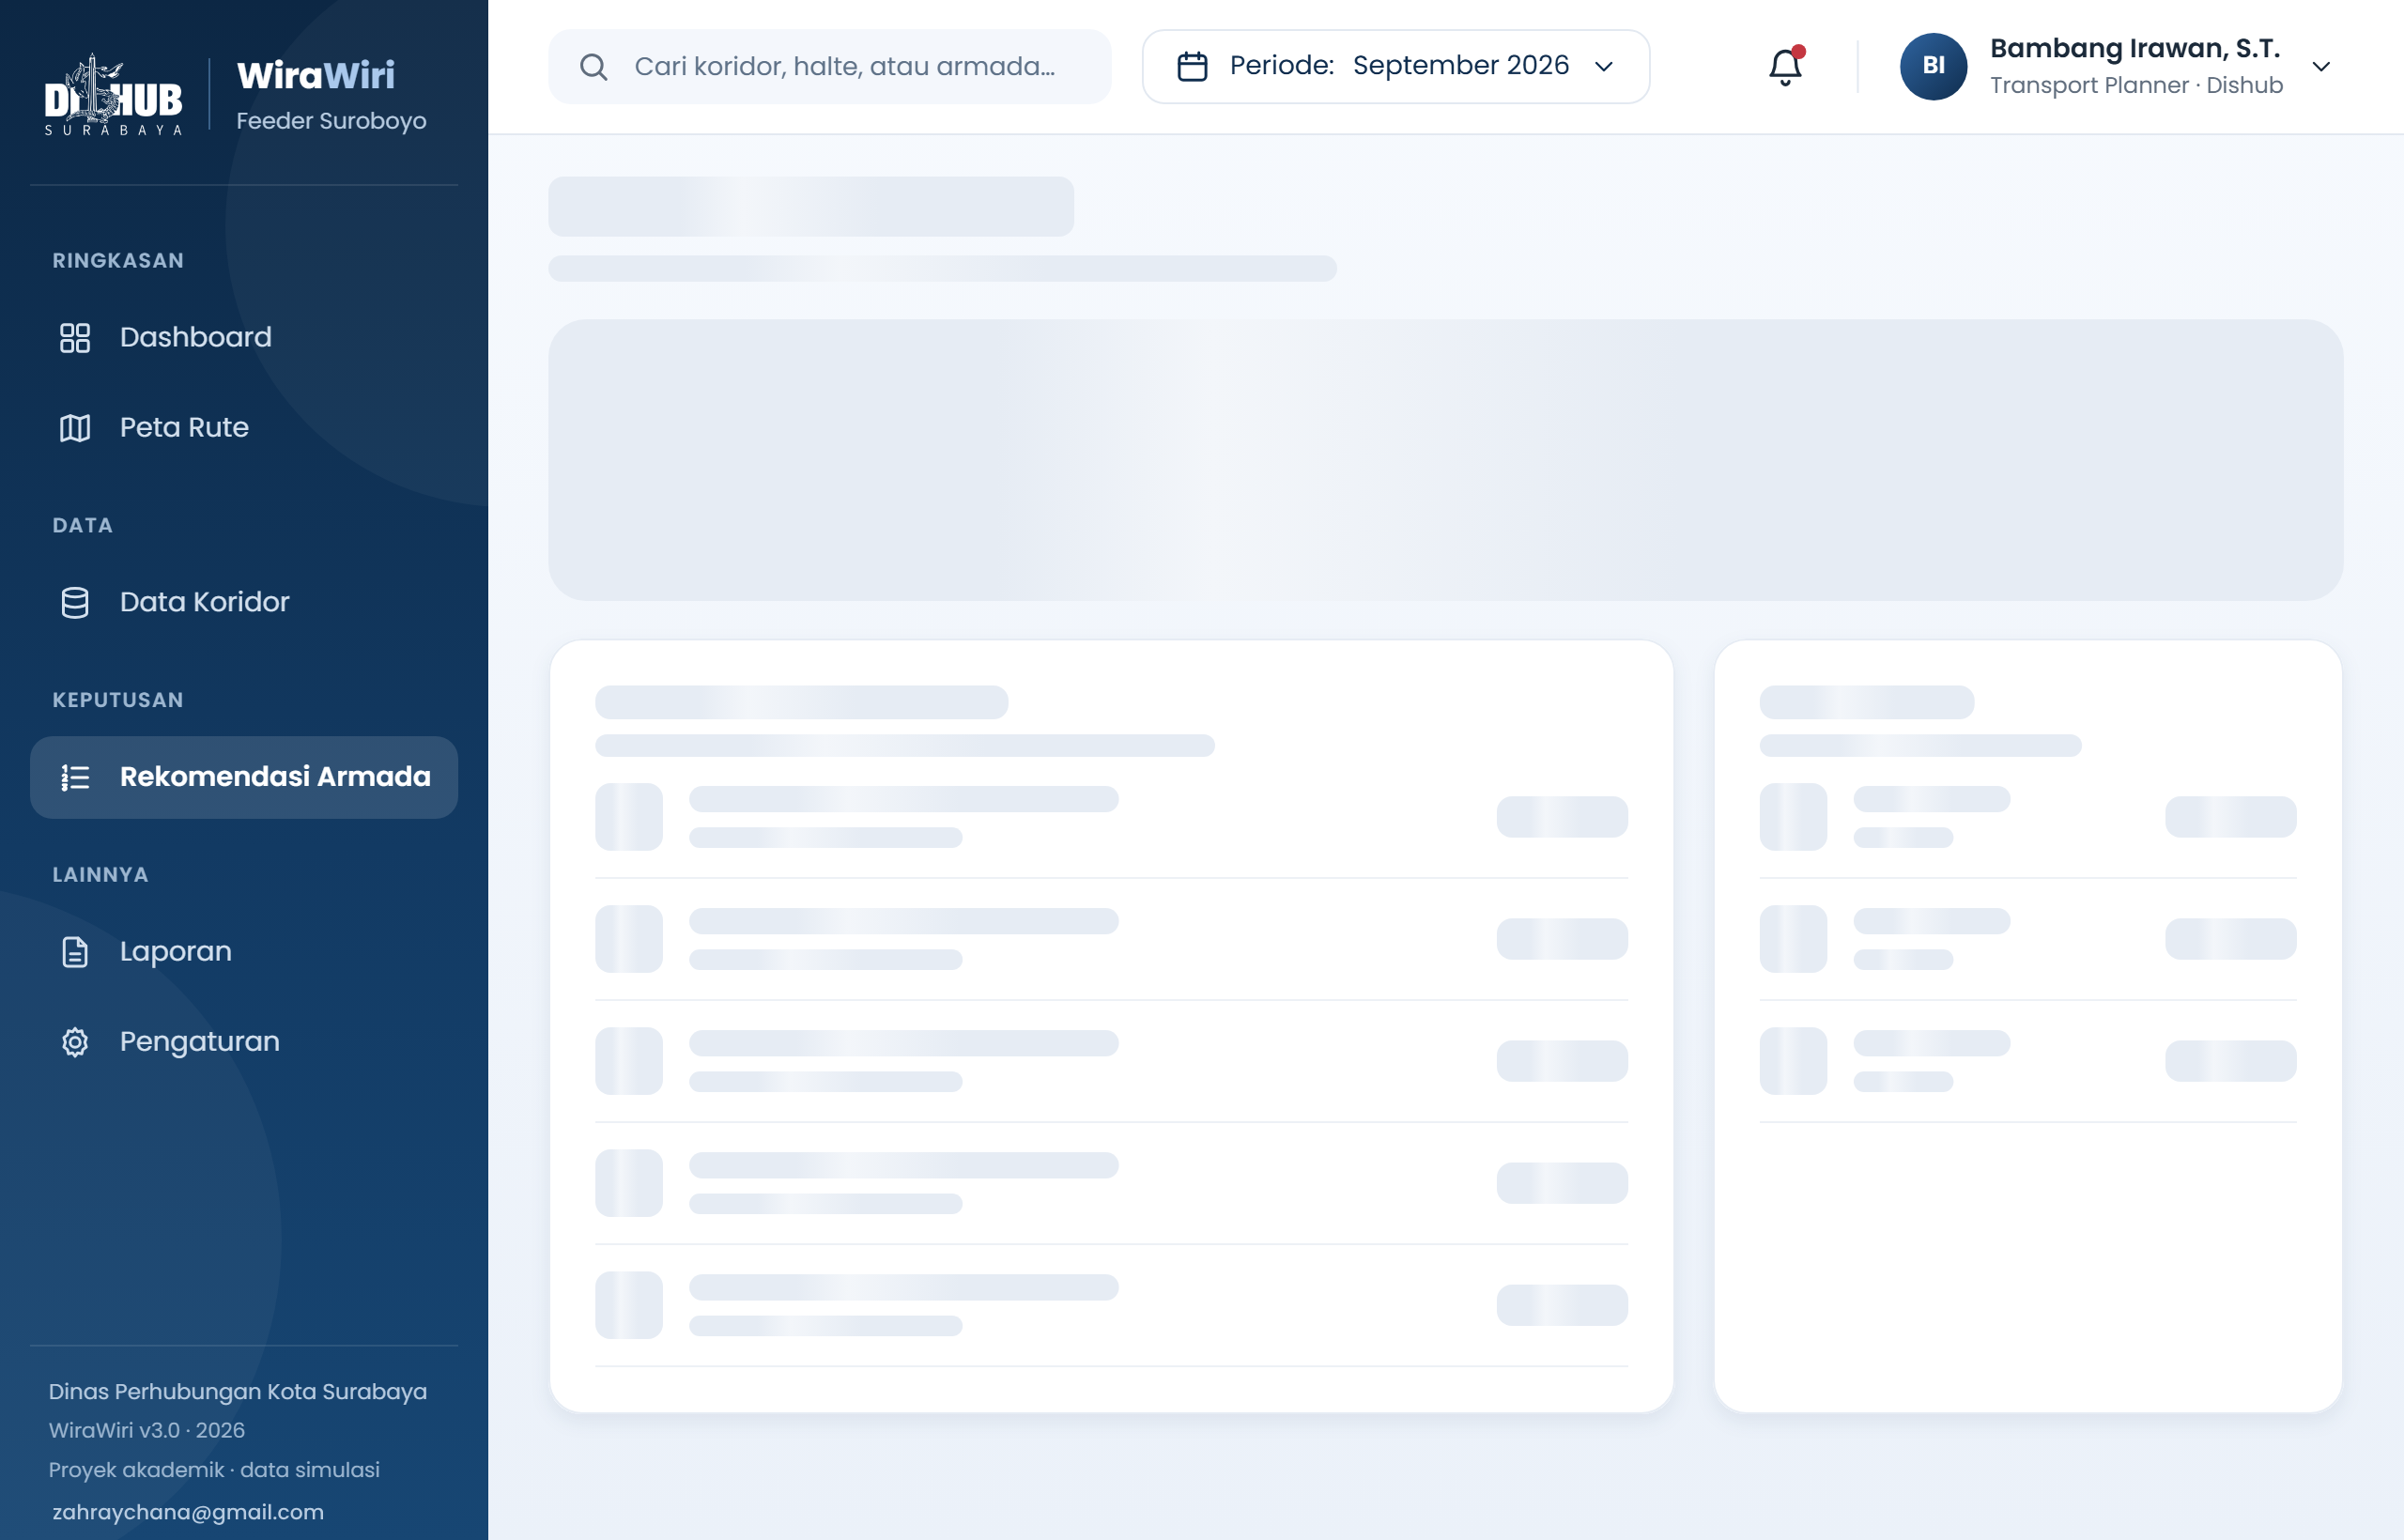 DISHUB
SURABAYA
WiraWiri
Feeder Suroboyo
RINGKASAN
Dashboard
Peta Rute
DATA
Data Koridor
KEPUTUSAN
Rekomendasi Armada
LAINNYA
Laporan
Pengaturan
Dinas Perhubungan Kota Surabaya
WiraWiri v3.0 · 2026
Proyek akademik · data simulasi
zahraychana@gmail.com
Cari koridor, halte, atau armada...
Periode: September 2026
BI
Bambang Irawan, S.T.
Transport Planner · Dishub